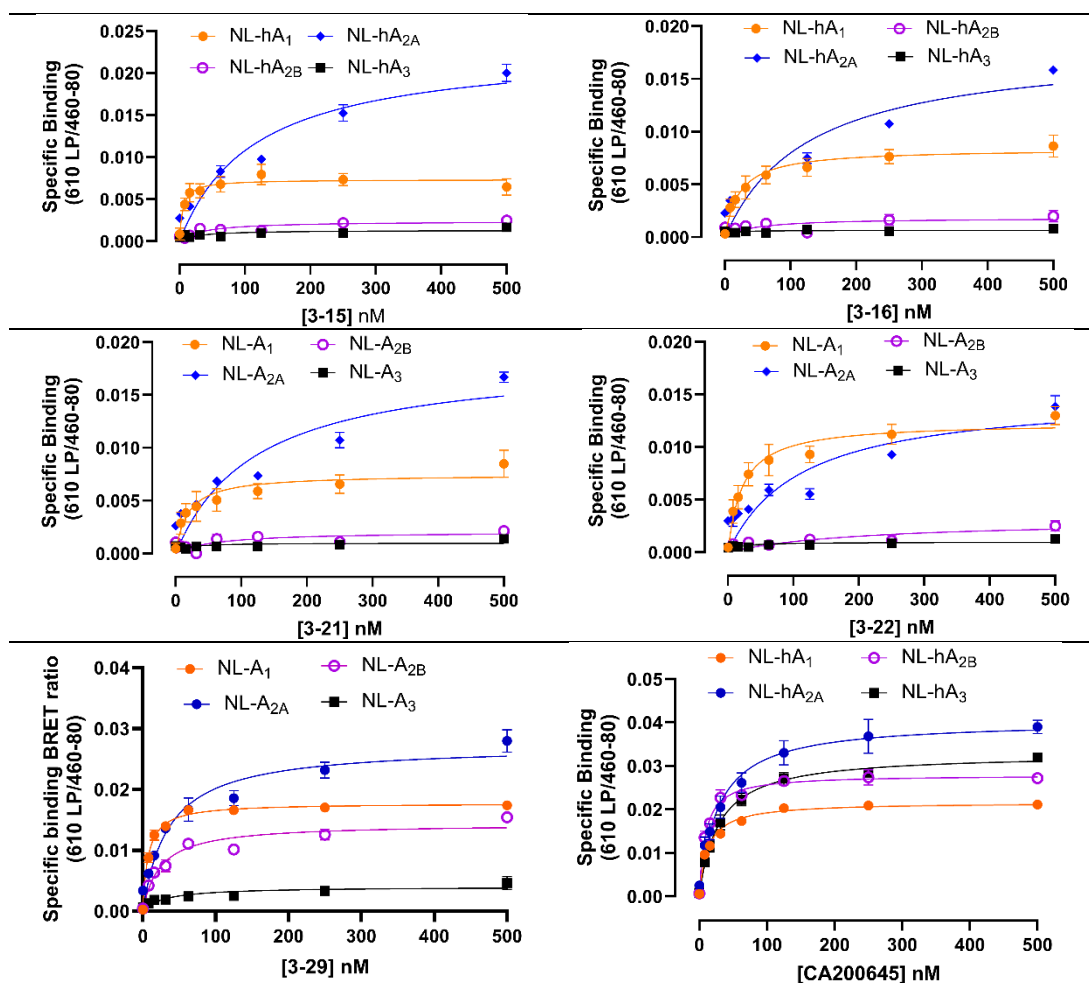 NL-hA1 NL-hA2A
NL-hA2B NL-hA3
Specific Binding
(610 LP/460-80)
0.025
0.020
0.015
0.010
0.005
0.000
0 100 200 300 400 500
[3-15] nM
NL-hA1 NL-hA2B
NL-hA2A NL-hA3
Specific Binding
(610 LP/460-80)
0.020
0.015
0.010
0.005
0.000
0 100 200 300 400 500
[3-16] nM
NL-A1 NL-A2B
NL-A2A NL-A3
Specific Binding
(610 LP/460-80)
0.020
0.015
0.010
0.005
0.000
0 100 200 300 400 500
[3-21] nM
NL-A1 NL-A2B
NL-A2A NL-A3
Specific Binding
(610 LP/460-80)
0.020
0.015
0.010
0.005
0.000
0 100 200 300 400 500
[3-22] nM
NL-A1 NL-A2B
NL-A2A NL-A3
Specific binding BRET ratio
(610 LP/460-80)
0.04
0.03
0.02
0.01
0.00
0 100 200 300 400 500
[3-29] nM
NL-hA1 NL-hA2B
NL-hA2A NL-hA3
Specific Binding
(610 LP/460-80)
0.04
0.03
0.02
0.01
0.00
0 100 200 300 400 500
[CA200645] nM